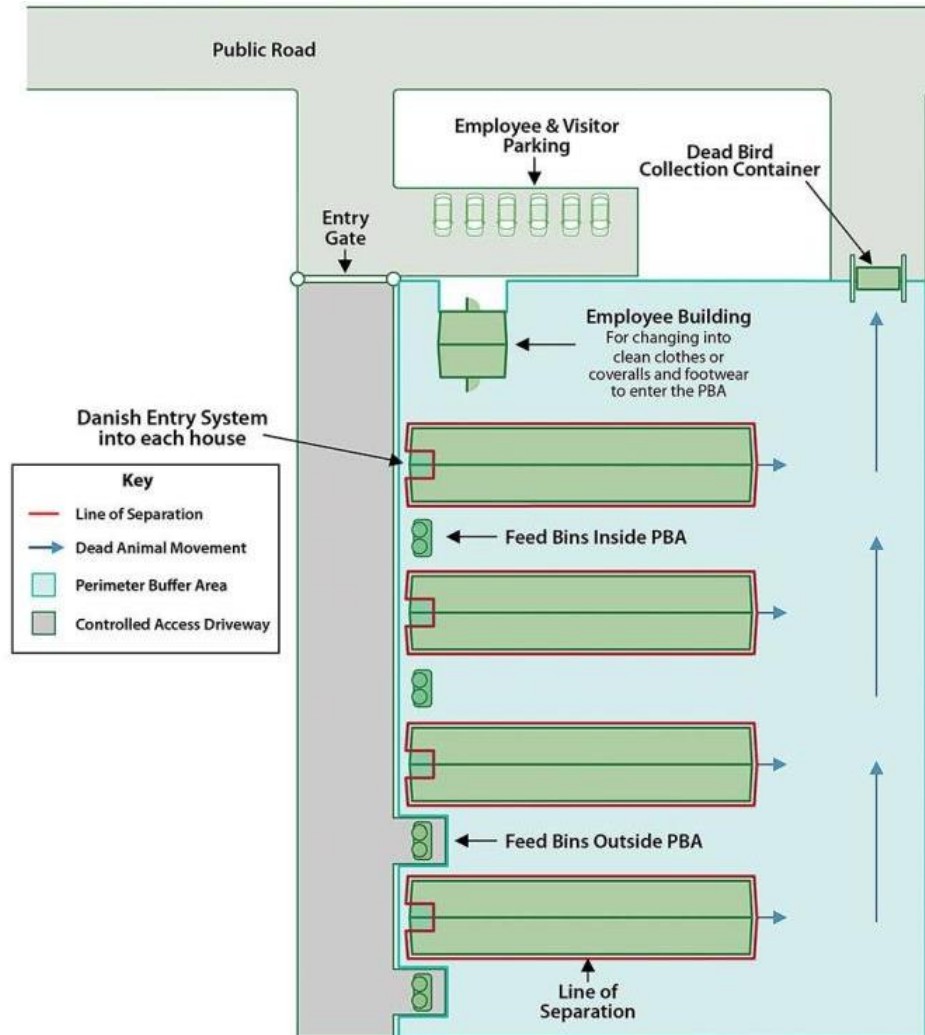 Public Road
Employee & Visitor
Parking
Dead Bird
Collection Container
Entry
Gate
Employee Building
For changing into
clean clothes or
coveralls and footwear
to enter the PBA
Danish Entry System
into each house
Key
Line of Separation
Dead Animal Movement
Perimeter Buffer Area
Controlled Access Driveway
Feed Bins Inside PBA
Feed Bins Outside PBA
Line of
Separation